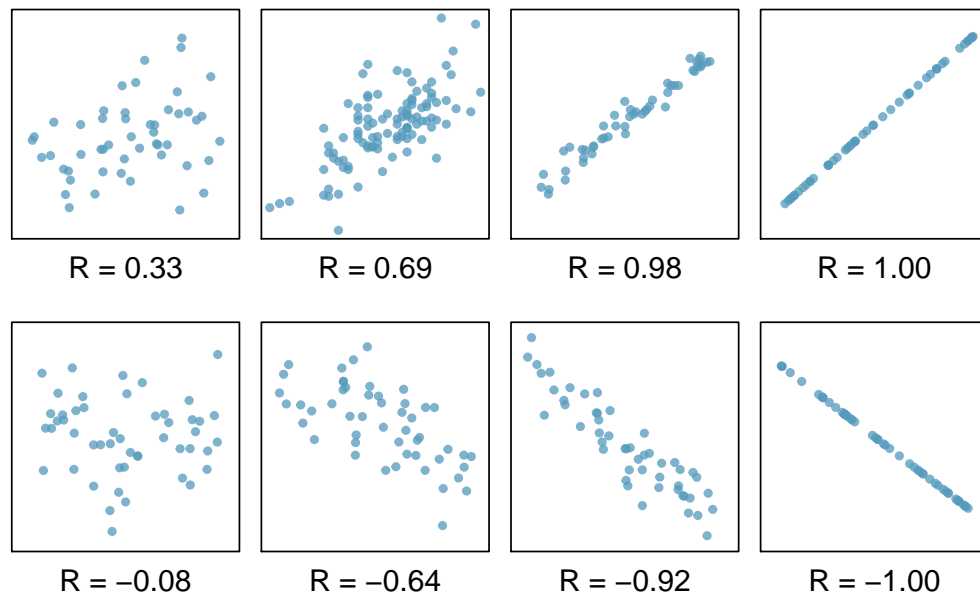 R = 0.33
R = 0.69
R = 0.98
R = 1.00
R = −0.08
R = −0.64
R = −0.92
R = −1.00